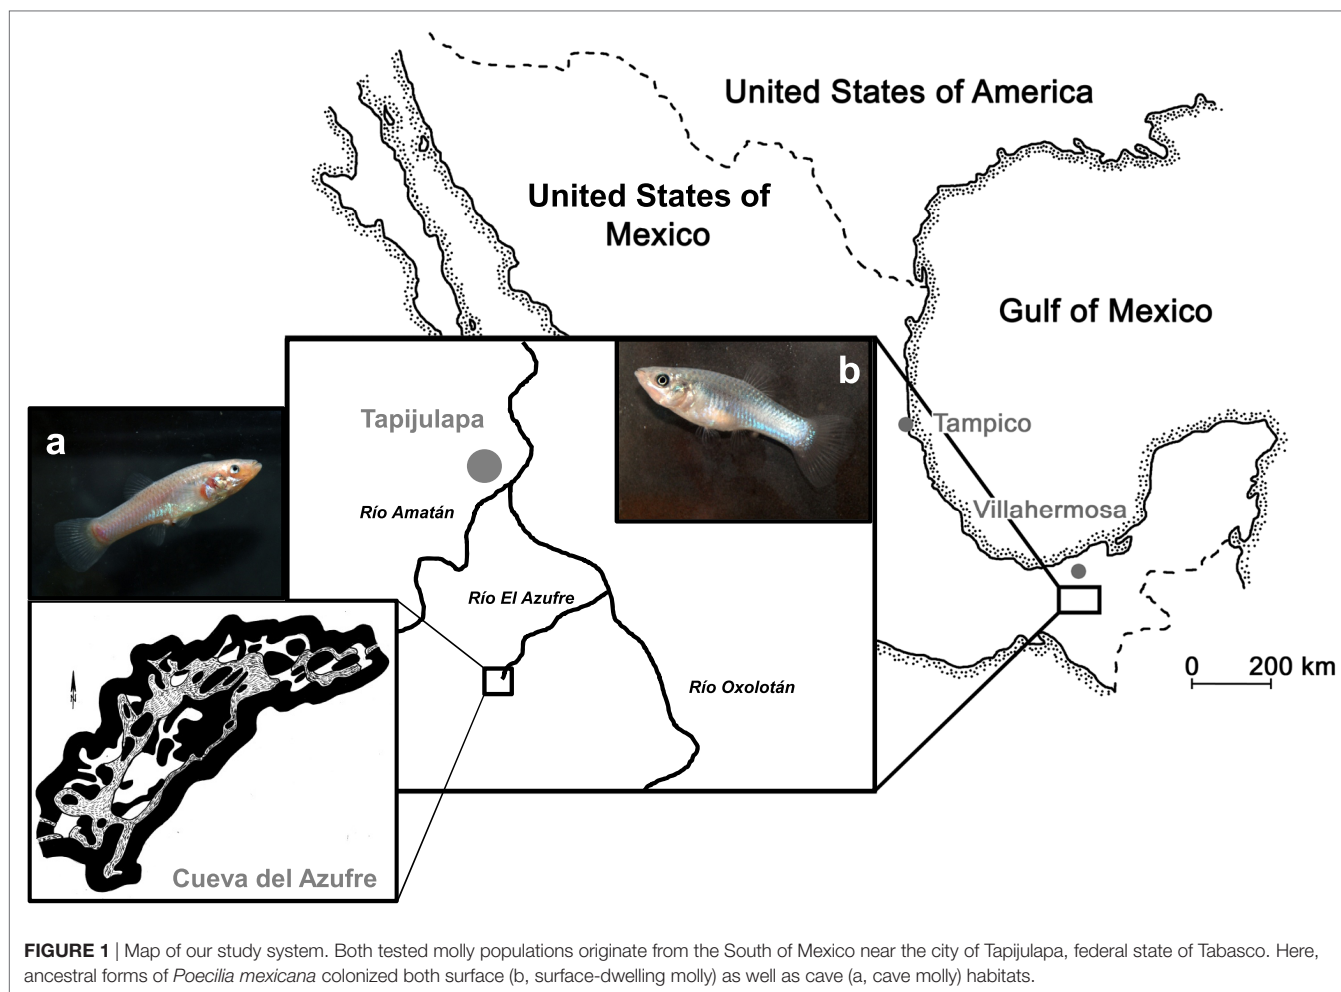 United States of America
United States of
Mexico
Gulf of Mexico
b
Tapijulapa
Tampico
a
Villahermosa
Río Amatán
Río El Azufre
0 200 km
Río Oxolotán
N
Cueva del Azufre
FIGURE 1 | Map of our study system. Both tested molly populations originate from the South of Mexico near the city of Tapijulapa, federal state of Tabasco. Here,
ancestral forms of Poecilia mexicana colonized both surface (b, surface-dwelling molly) as well as cave (a, cave molly) habitats.